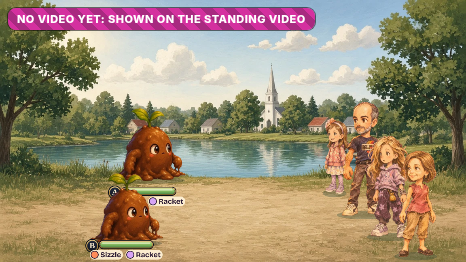 NO VIDEO YET: SHOWN ON THE STANDING VIDEO
A
Racket
B
Sizzle Racket